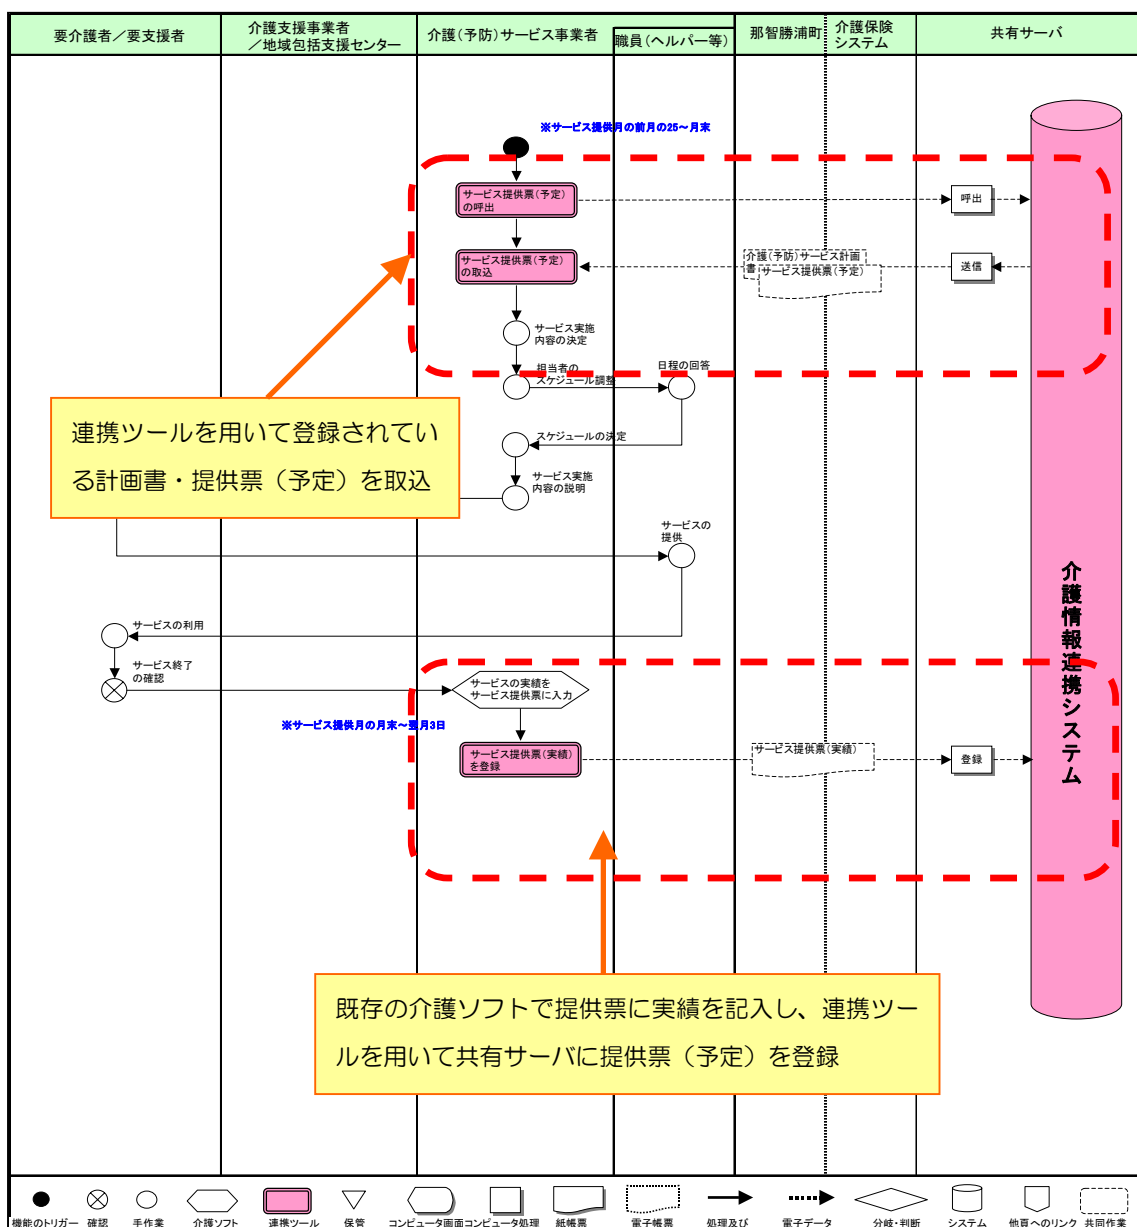 要介護者／要支援者
介護支援事業者
／地域包括支援センター
介護（予防）サービス事業者
職員（ヘルパー等）
那智勝浦町
介護保険
システム
共有サーバ
※サービス提供月の前月の25～月末
サービス提供票（予定）
の呼出
呼出
サービス提供票（予定）
の取込
介護（予防）サービス計画
書
サービス提供票（予定）
送信
サービス実施
内容の決定
担当者の
スケジュール調整
日程の回答
連携ツールを用いて登録されてい
る計画書・提供票（予定）を取込
スケジュールの決定
サービス実施
内容の説明
サービスの
提供
介護情報連携システム
サービスの利用
サービス終了
の確認
サービスの実績を
サービス提供票に入力
※サービス提供月の月末～翌月3日
サービス提供票（実績）
を登録
サービス提供票（実績）
登録
既存の介護ソフトで提供票に実績を記入し、連携ツー
ルを用いて共有サーバに提供票（予定）を登録
機能のトリガー
確認
手作業
介護ソフト
連携ツール
保管
コンピュータ画面
コンピュータ処理
紙帳票
電子帳票
処理及び
電子データ
分岐・判断
システム
他頁へのリンク
共同作業